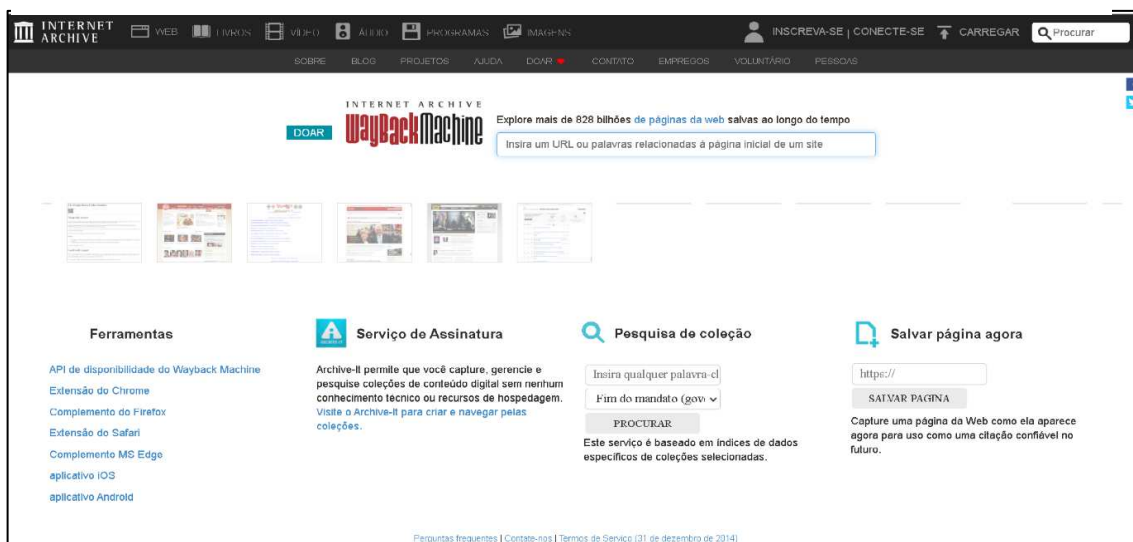 INTERNET ARCHIVE
WEB
LIVROS
VÍDEO
ÁUDIO
PROGRAMAS
IMAGENS
INSCREVA-SE | CONECTE-SE
CARREGAR
Procurar
SOBRE
BLOG
PROJETOS
AJUDA
DOAR
CONTATO
EMPREGOS
VOLUNTÁRIO
PESSOAS
DOAR
INTERNET ARCHIVE
WayBackMachine
Explore mais de 828 bilhões de páginas da web salvas ao longo do tempo
Insira um URL ou palavras relacionadas à página inicial de um site
Ferramentas
API de disponibilidade do Wayback Machine
Extensão do Chrome
Complemento do Firefox
Extensão do Safari
Complemento MS Edge
aplicativo iOS
aplicativo Android
Serviço de Assinatura
Archive-It permite que você capture, gerencie e
pesquise coleções de conteúdo digital sem nenhum
conhecimento técnico ou recursos de hospedagem.
Visite o Archive-It para criar e navegar pelas
coleções.
Pesquisa de coleção
Insira qualquer palavra-cl
Fim do mandato (gov
PROCURAR
Este serviço é baseado em índices de dados
específicos de coleções selecionadas.
Salvar página agora
https://
SALVAR PAGINA
Capture uma página da Web como ela aparece
agora para uso como uma citação confiável no
futuro.
Perguntas frequentes | Contate-nos | Termos de Serviço (31 de dezembro de 2014)